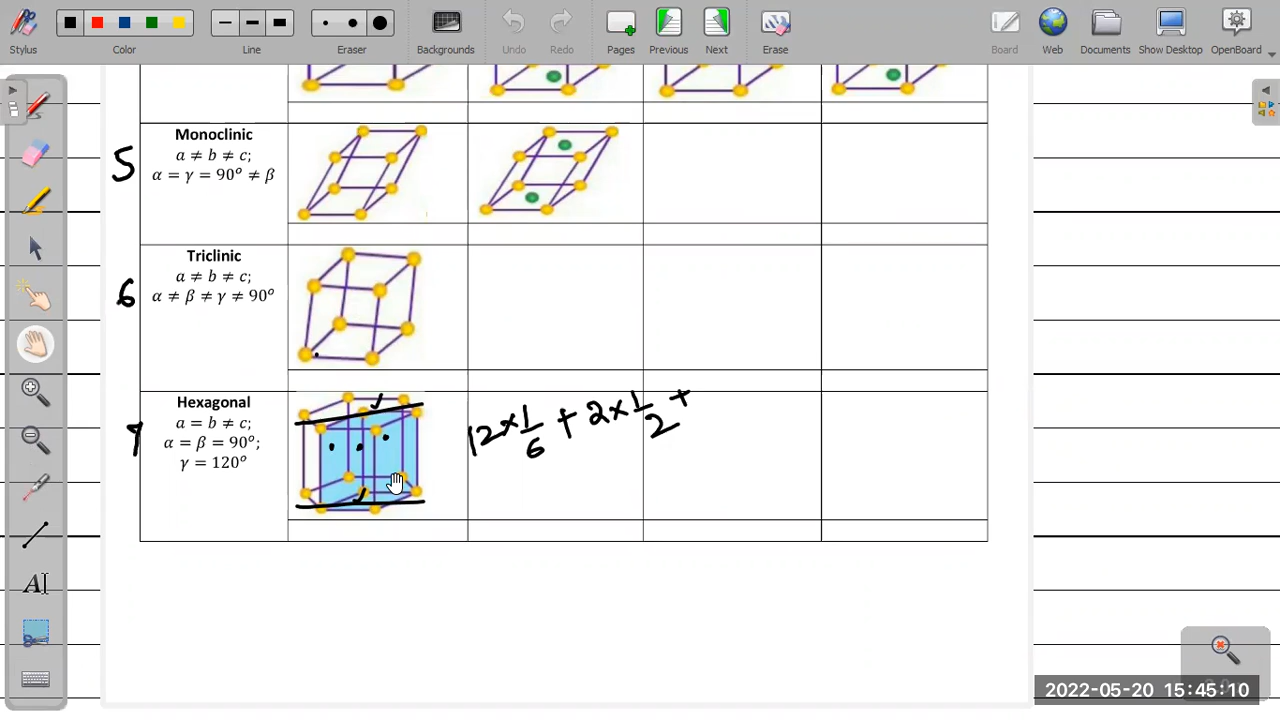 Stylus
Color
Line
Eraser
Backgrounds
Undo
Redo
Pages
Previous
Next
Erase
Board
Web
Documents
Show Desktop
OpenBoard
5
Monoclinic
a ≠ b ≠ c;
α = γ = 90° ≠ β
6
Triclinic
a ≠ b ≠ c;
α ≠ β ≠ γ ≠ 90°
7
Hexagonal
a = b ≠ c;
α = β = 90°;
γ = 120°
12 × 1/6 + 2 × 1/2 +
A
2022-05-20 15:45:10